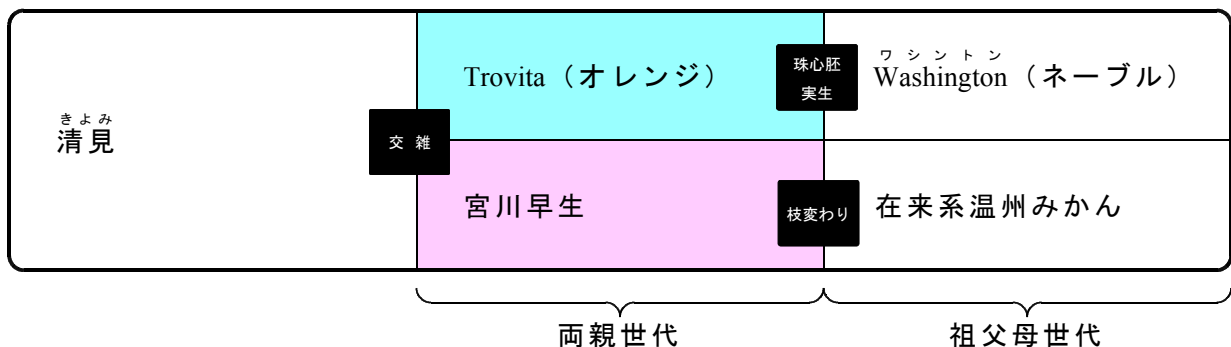 きよみ
清見
交雑
Trovita（オレンジ）
珠心胚
実生
ワシントン
Washington（ネーブル）
宮川早生
枝変わり
在来系温州みかん
両親世代
祖父母世代